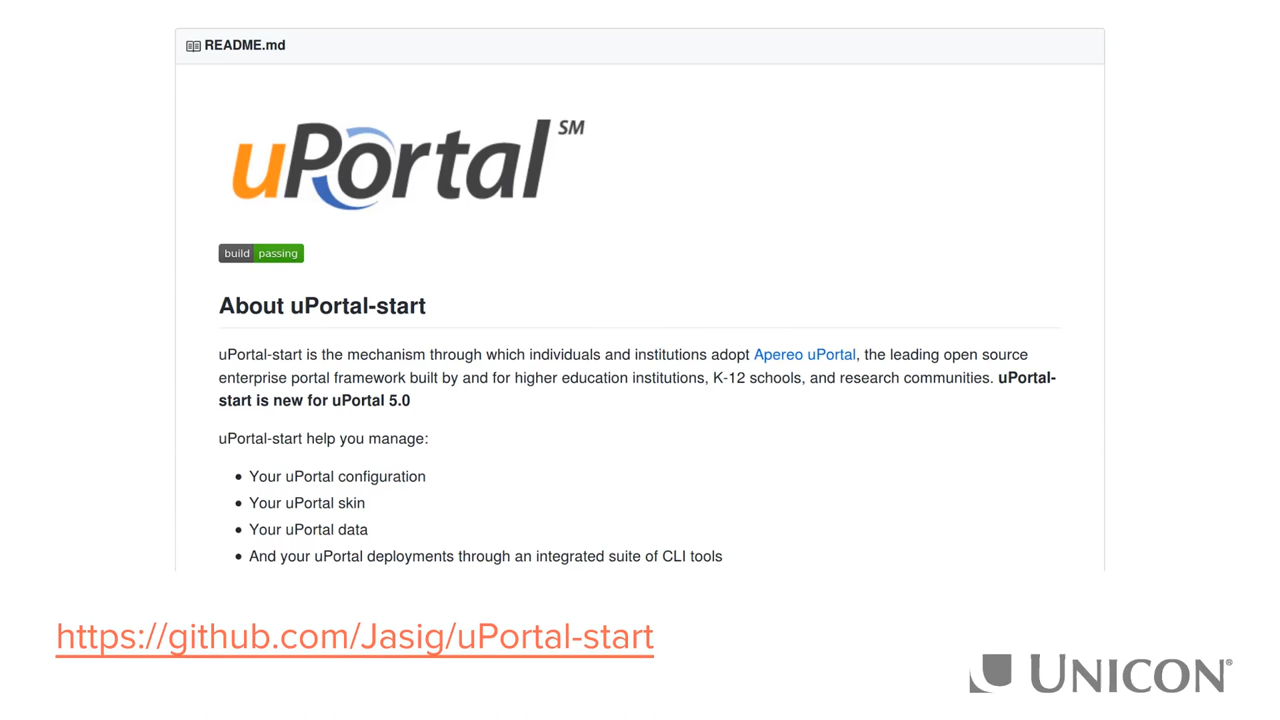 README.md
uPortal SM
build passing
About uPortal-start
uPortal-start is the mechanism through which individuals and institutions adopt Apereo uPortal, the leading open source
enterprise portal framework built by and for higher education institutions, K-12 schools, and research communities. uPortal-
start is new for uPortal 5.0
uPortal-start help you manage:
• Your uPortal configuration
• Your uPortal skin
• Your uPortal data
• And your uPortal deployments through an integrated suite of CLI tools
https://github.com/Jasig/uPortal-start
UNICON®